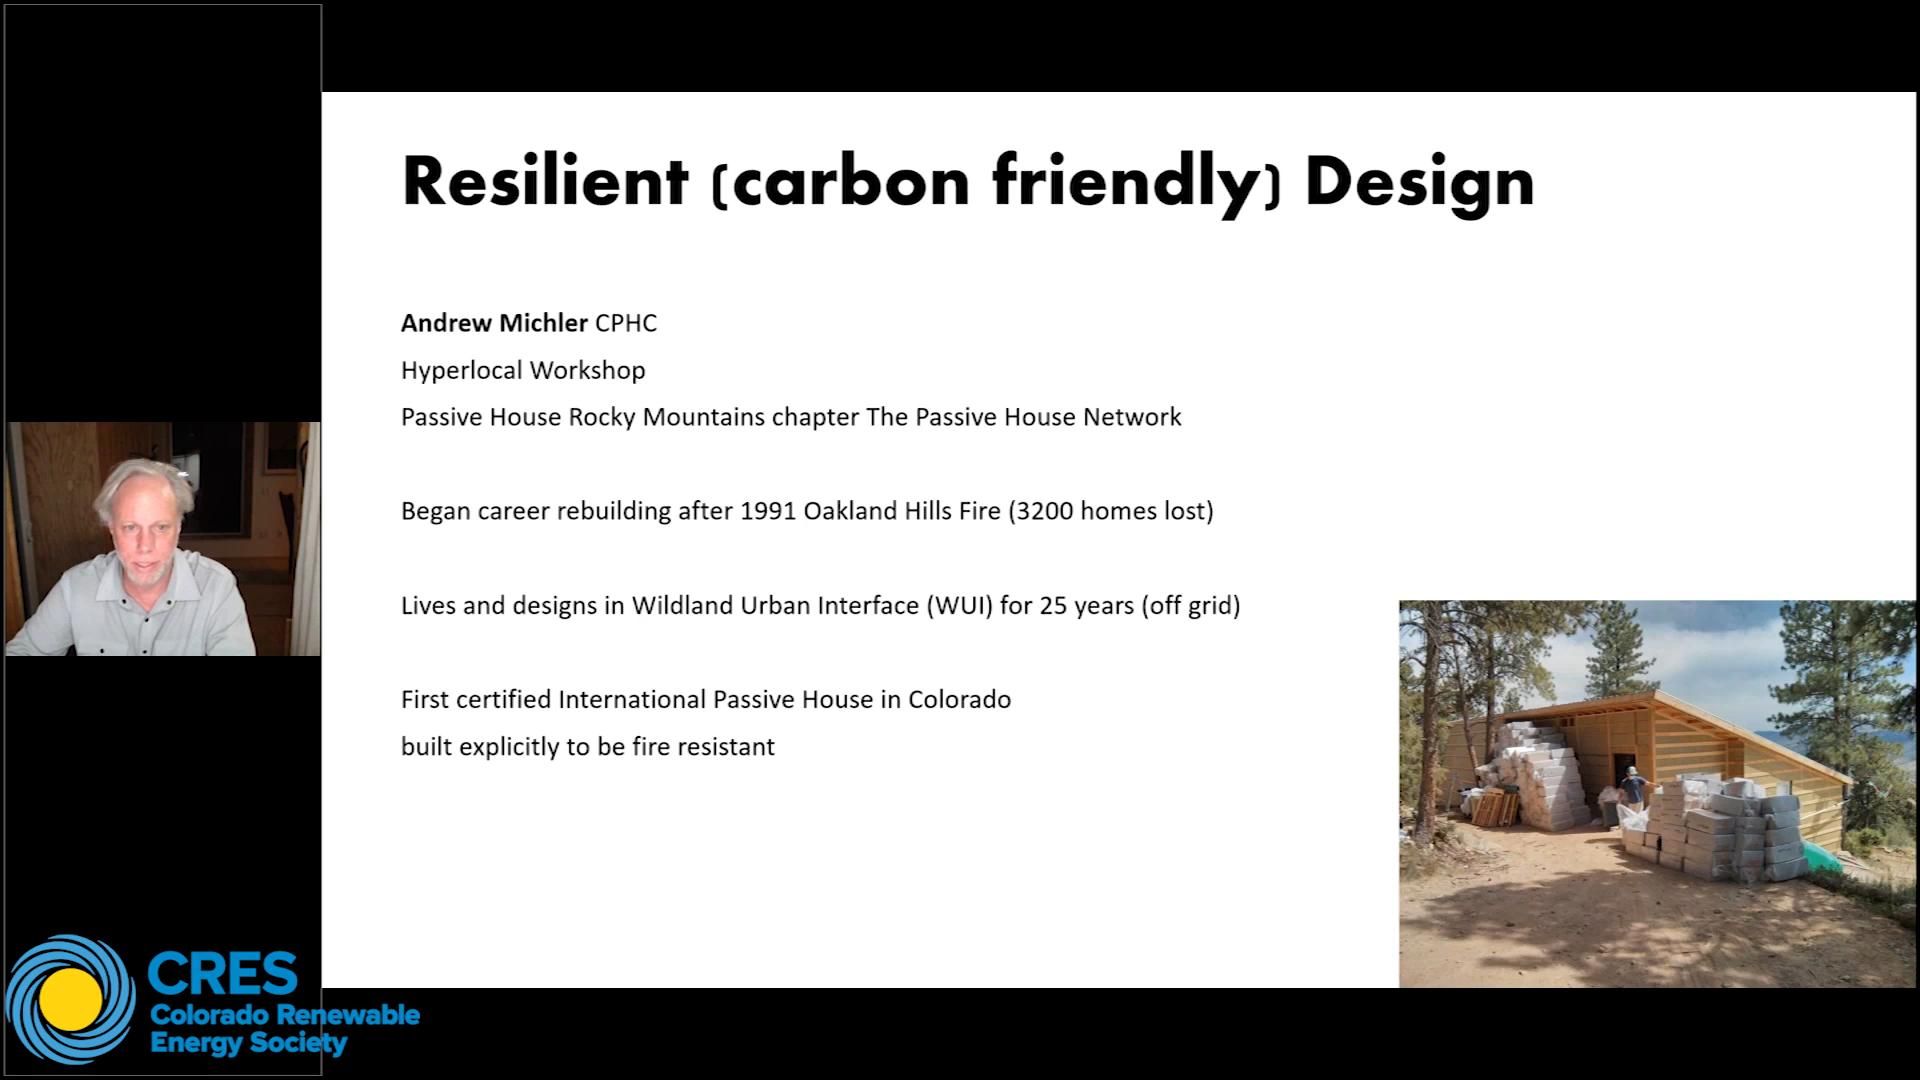 Resilient (carbon friendly) Design
Andrew Michler CPHC
Hyperlocal Workshop
Passive House Rocky Mountains chapter The Passive House Network
Began career rebuilding after 1991 Oakland Hills Fire (3200 homes lost)
Lives and designs in Wildland Urban Interface (WUI) for 25 years (off grid)
First certified International Passive House in Colorado
built explicitly to be fire resistant
CRES
Colorado Renewable
Energy Society